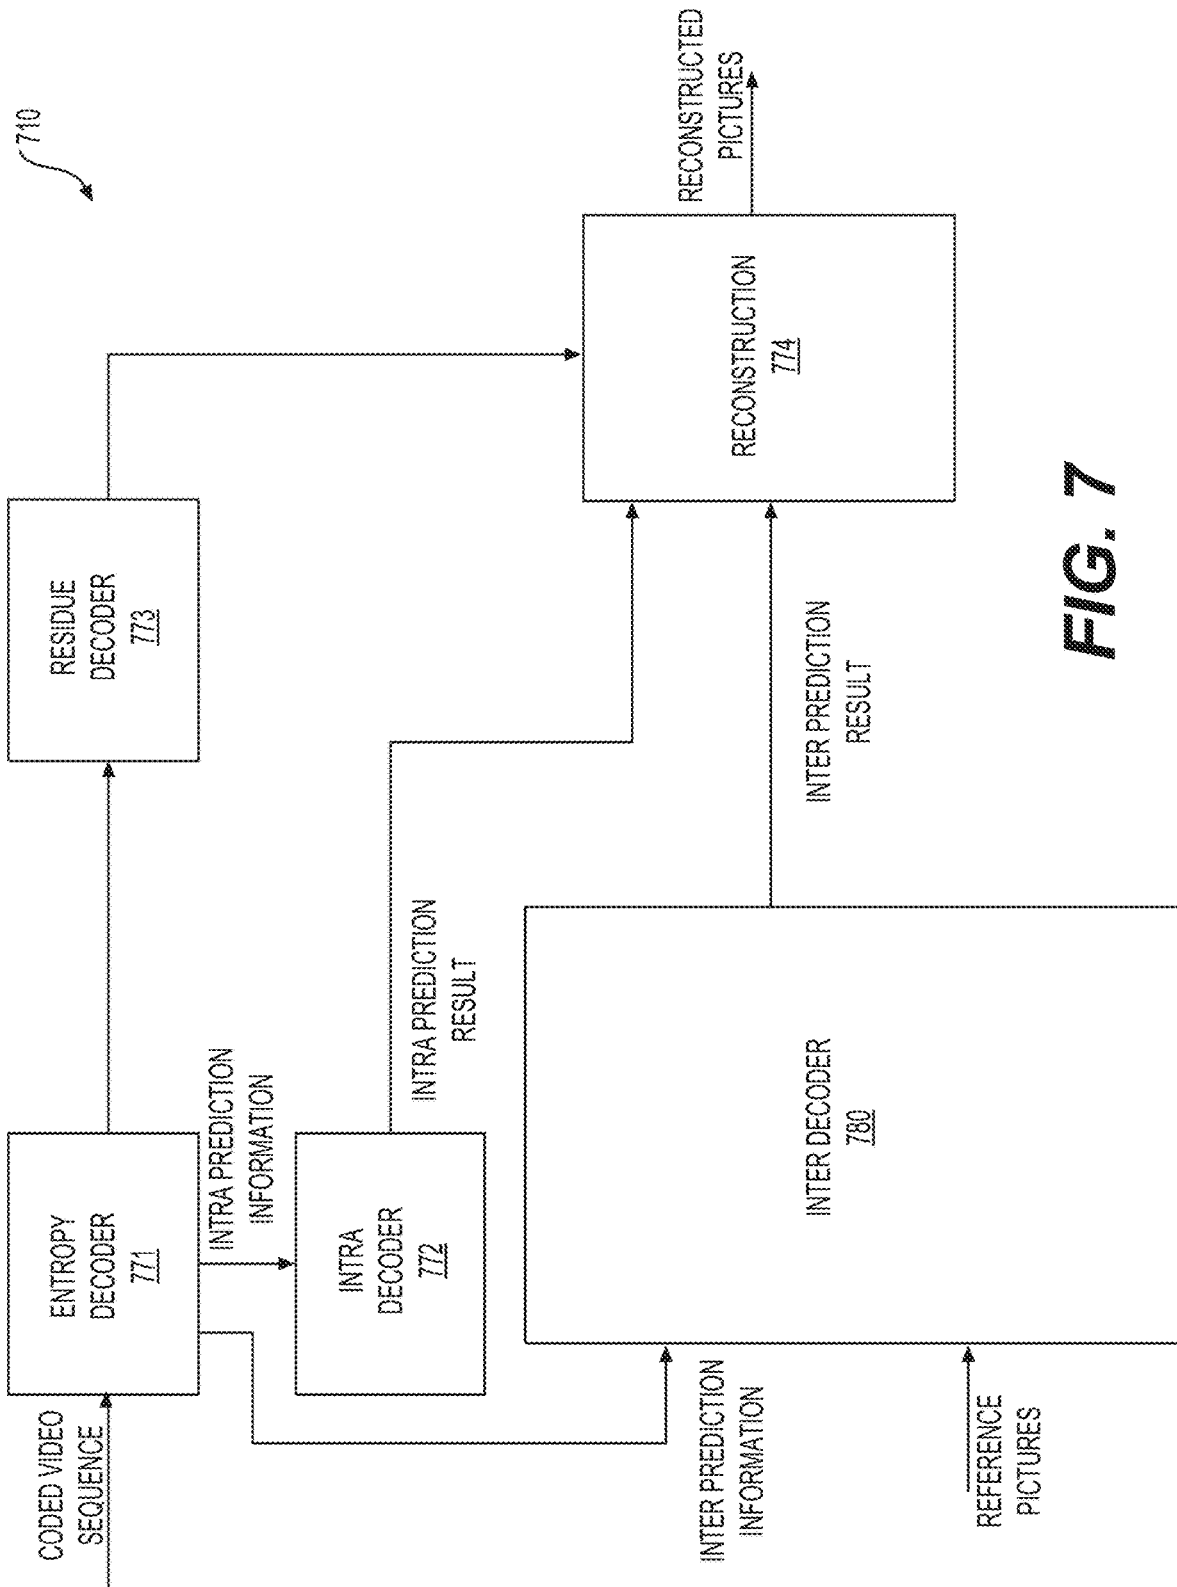 710
CODED VIDEO
SEQUENCE
ENTROPY
DECODER
771
RESIDUE
DECODER
773
INTRA PREDICTION
INFORMATION
INTRA
DECODER
772
INTRA PREDICTION
RESULT
INTER PREDICTION
INFORMATION
REFERENCE
PICTURES
INTER DECODER
780
INTER PREDICTION
RESULT
RECONSTRUCTION
774
RECONSTRUCTED
PICTURES
FIG. 7